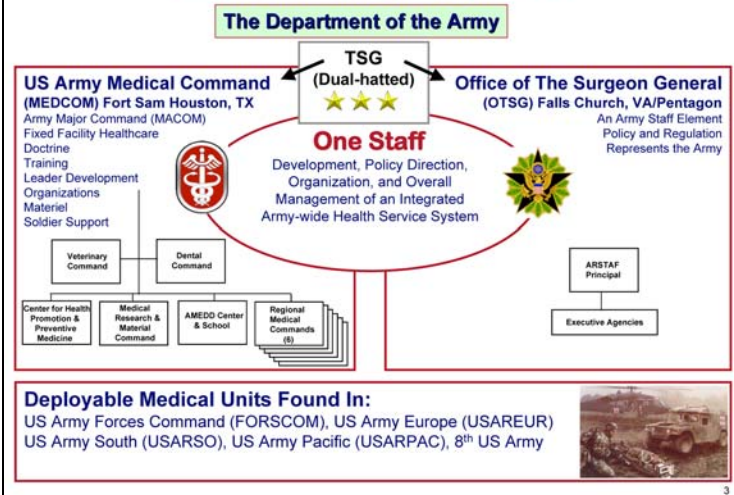 The Department of the Army
TSG
(Dual-hatted)
US Army Medical Command
(MEDCOM) Fort Sam Houston, TX
Army Major Command (MACOM)
Fixed Facility Healthcare
Doctrine
Training
Leader Development
Organizations
Materiel
Soldier Support
Office of The Surgeon General
(OTSG) Falls Church, VA/Pentagon
An Army Staff Element
Policy and Regulation
Represents the Army
One Staff
Development, Policy Direction,
Organization, and Overall
Management of an Integrated
Army-wide Health Service System
Veterinary
Command
Dental
Command
Center for Health
Promotion &
Preventive
Medicine
Medical
Research &
Material
Command
AMEDD Center
& School
Regional
Medical
Commands
(6)
ARSTAF
Principal
Executive Agencies
Deployable Medical Units Found In:
US Army Forces Command (FORSCOM), US Army Europe (USAREUR)
US Army South (USARSO), US Army Pacific (USARPAC), 8th US Army
3